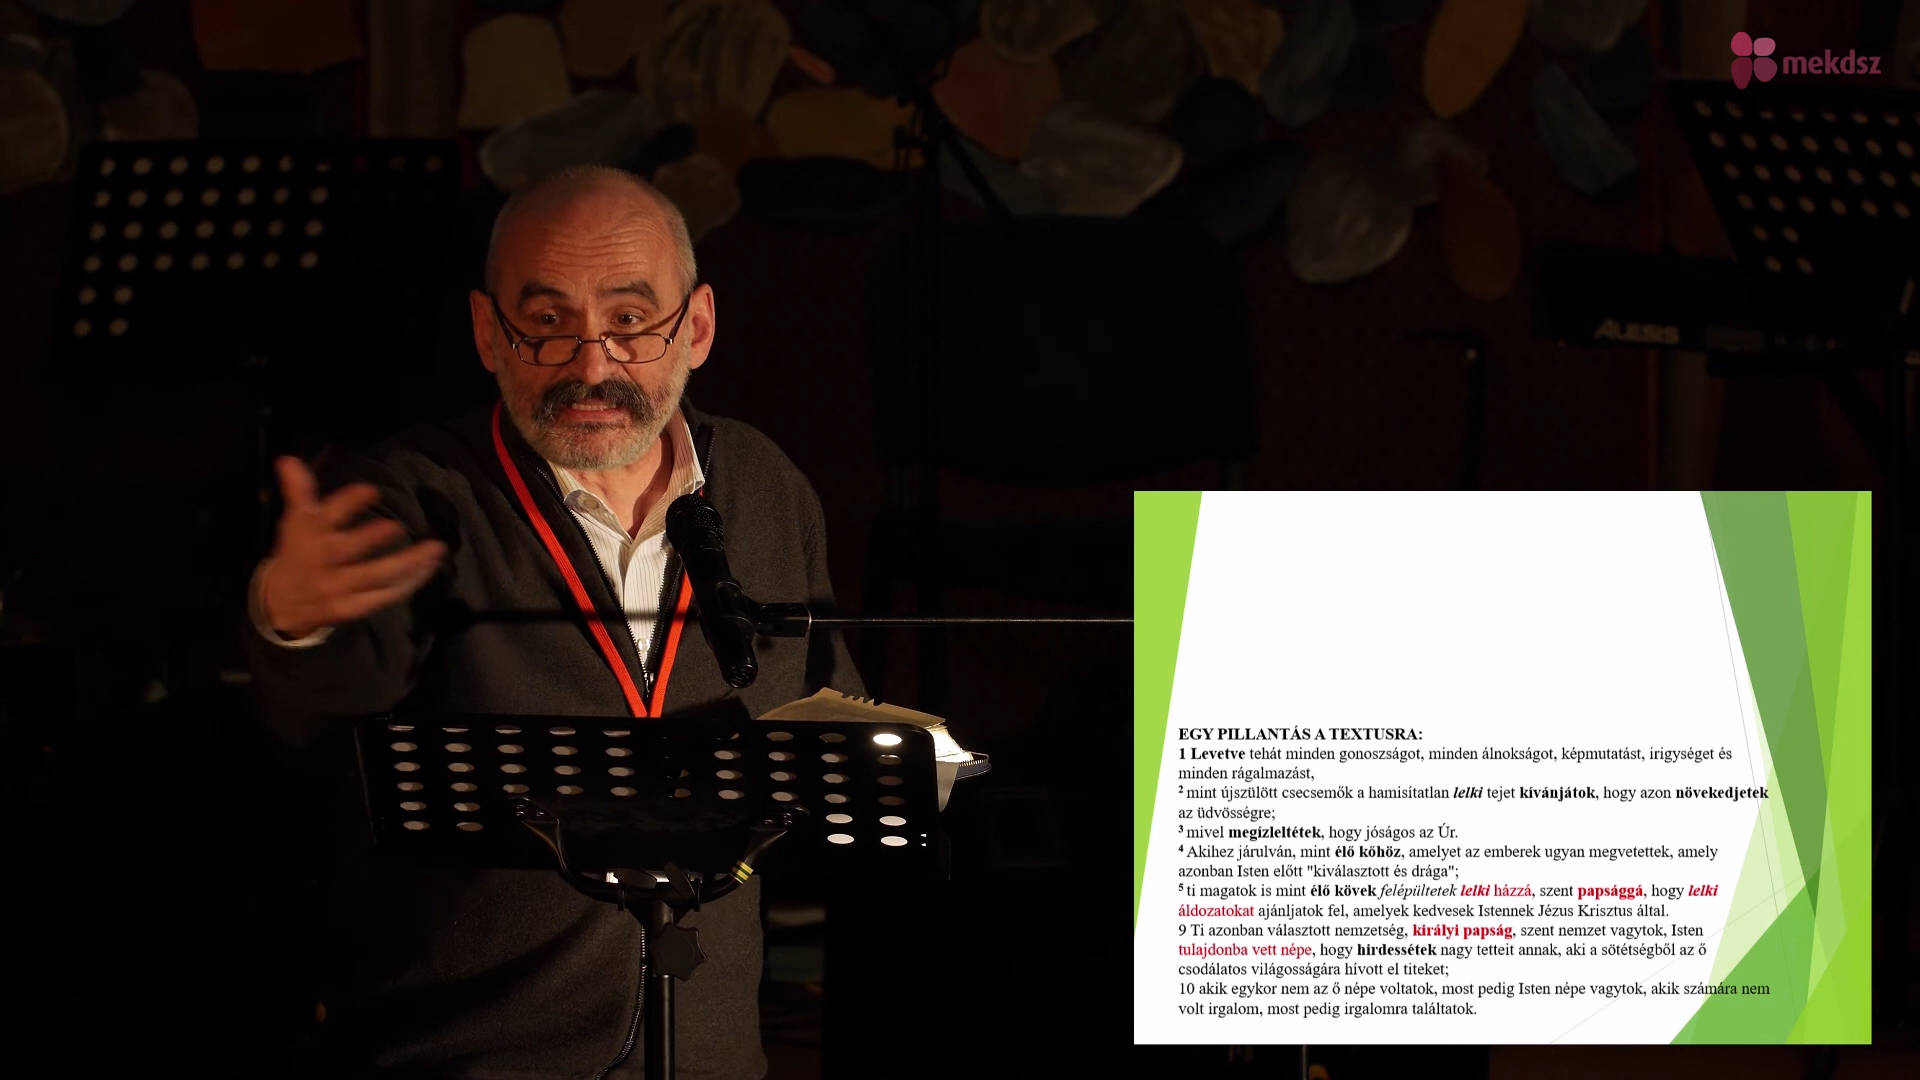 mekdsz
ALESIS
EGY PILLANTÁS A TEXTUSRA:
1 Levetve tehát minden gonoszságot, minden álnokságot, képmutatást, irigységet és
minden rágalmazást,
2 mint újszülött csecsemők a hamisítatlan lelki tejet kívánjátok, hogy azon növekedjetek
az üdvösségre;
3 mivel megízleltétek, hogy jóságos az Úr.
4 Akihez járulván, mint élő kőhöz, amelyet az emberek ugyan megvetettek, amely
azonban Isten előtt "kiválasztott és drága";
5 ti magatok is mint élő kövek felépültetek lelki házzá, szent papsággá, hogy lelki
áldozatokat ajánljatok fel, amelyek kedvesek Istennek Jézus Krisztus által.
9 Ti azonban választott nemzetség, királyi papság, szent nemzet vagytok, Isten
tulajdonba vett népe, hogy hirdessétek nagy tetteit annak, aki a sötétségből az ő
csodálatos világosságára hívott el titeket;
10 akik egykor nem az ő népe voltatok, most pedig Isten népe vagytok, akik számára nem
volt irgalom, most pedig irgalomra találtatok.